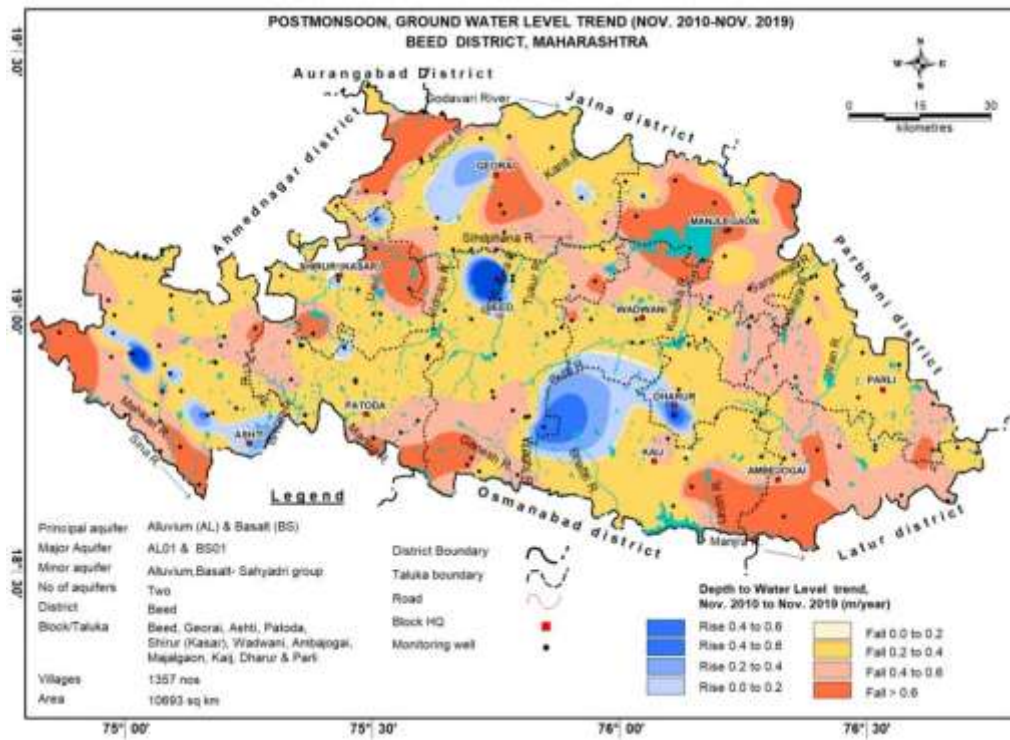 POSTMONSOON, GROUND WATER LEVEL TREND (NOV. 2010-NOV. 2019)
BEED DISTRICT, MAHARASHTRA
19° 30'
N
W E
S
0 15 30
kilometres
Aurangabad District
Godavari River
Jalna district
Ahmednagar district
Amrut R.
GEORAI
Kana R.
MANJLEGAON
Sindphana R.
SHIRUR(KASAR)
Parbhani district
19° 00'
BEED
WADWANI
Kundlika R.
Wan R.
PARLI
PATODA
DHARUR
Mehkari R.
ASHTI
Sina R.
KAIJ
AMBEJOGAI
Ganesh R.
Osmanabad district
Manjra R.
Latur district
18° 30'
Legend
Principal aquifer Alluvium (AL) & Basalt (BS)
Major Aquifer AL01 & BS01
Minor aquifer Alluvium,Basalt- Sahyadri group
No of aquifers Two
District Beed
Block/Taluka Beed, Georai, Ashti, Patoda,
Shirur (Kasar), Wadwani, Ambajogai,
Majalgaon, Kaij, Dharur & Parli
Villages 1357 nos
Area 10693 sq km
District Boundary
Taluka boundary
Road
Block HQ
Monitoring well
Depth to Water Level trend,
Nov. 2010 to Nov. 2019 (m/year)
Rise 0.4 to 0.6 Fall 0.0 to 0.2
Rise 0.4 to 0.6 Fall 0.2 to 0.4
Rise 0.2 to 0.4 Fall 0.4 to 0.6
Rise 0.0 to 0.2 Fall > 0.6
75° 00' 75° 30' 76° 00' 76° 30'